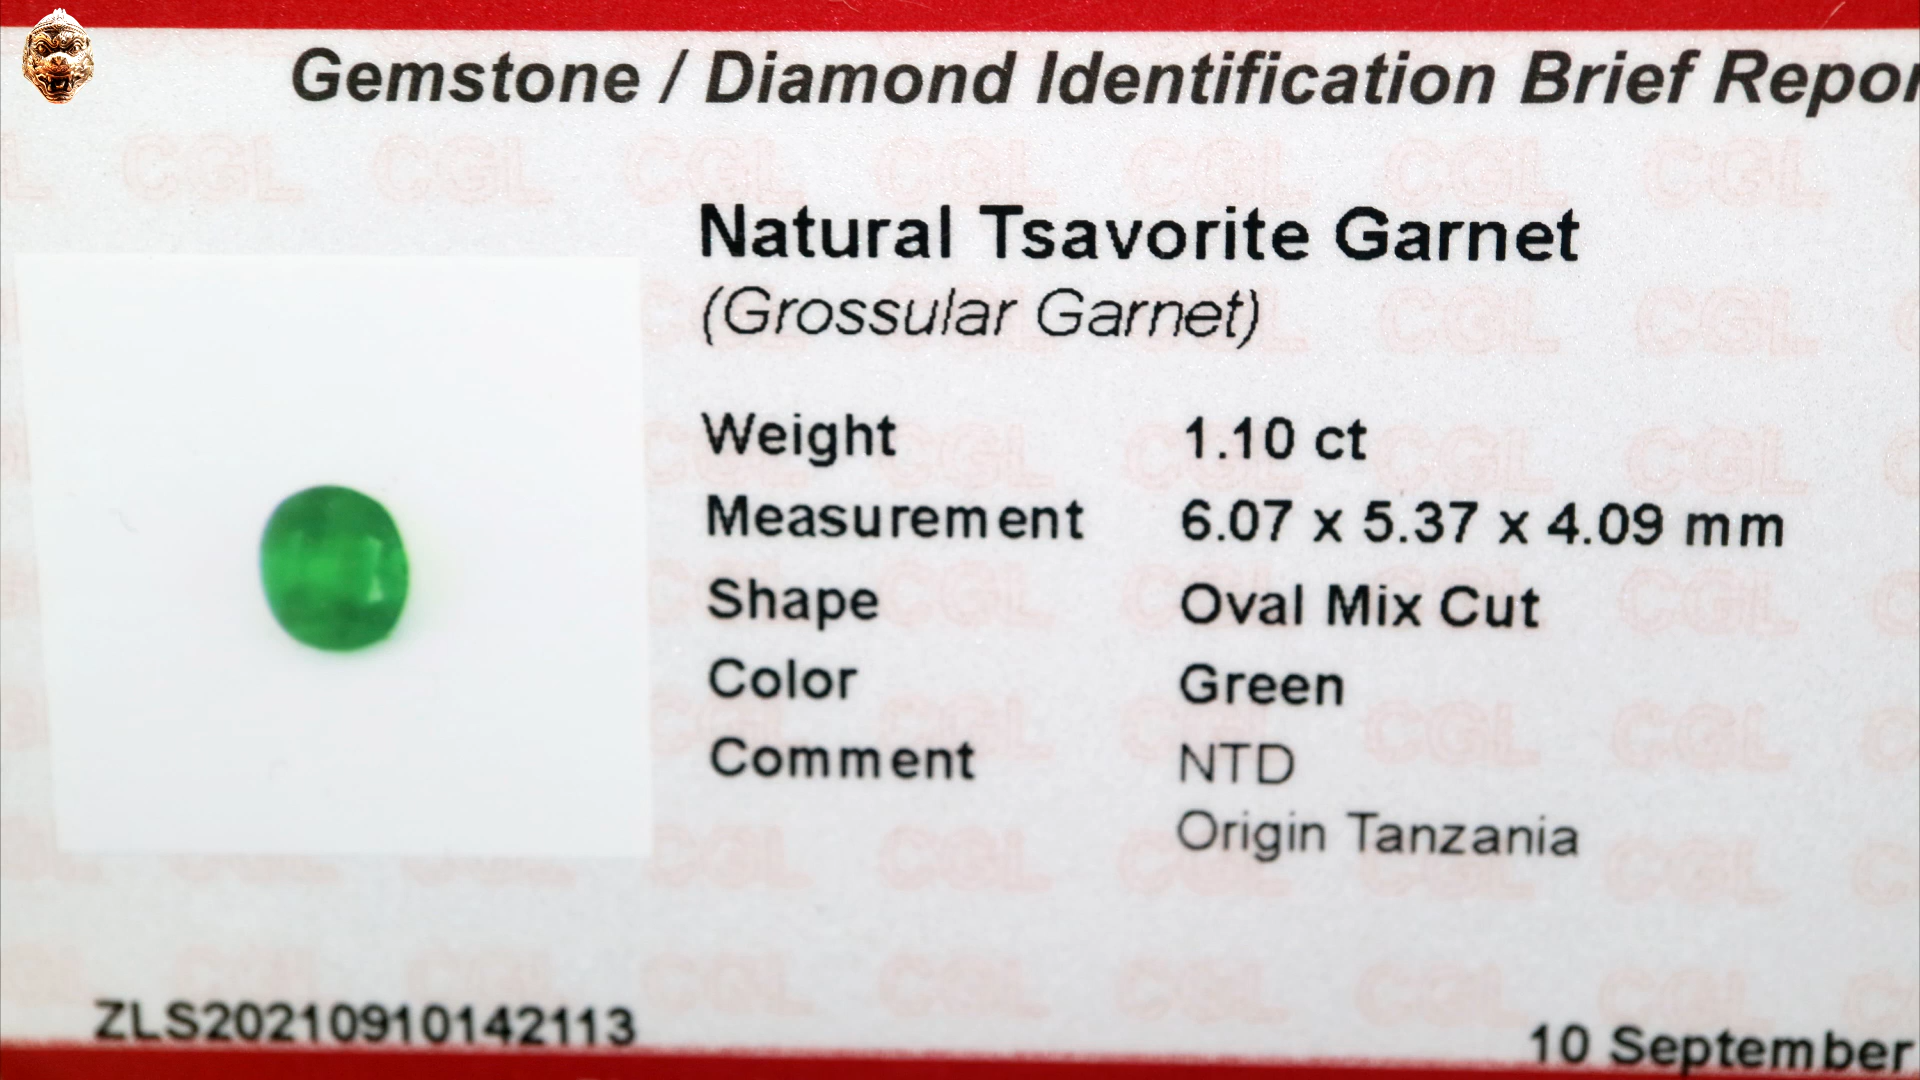 Gemstone / Diamond Identification Brief Repor
Natural Tsavorite Garnet
(Grossular Garnet)
Weight 1.10 ct
Measurement 6.07 x 5.37 x 4.09 mm
Shape Oval Mix Cut
Color Green
Comment NTD
Origin Tanzania
ZLS20210910142113
10 September
CGL